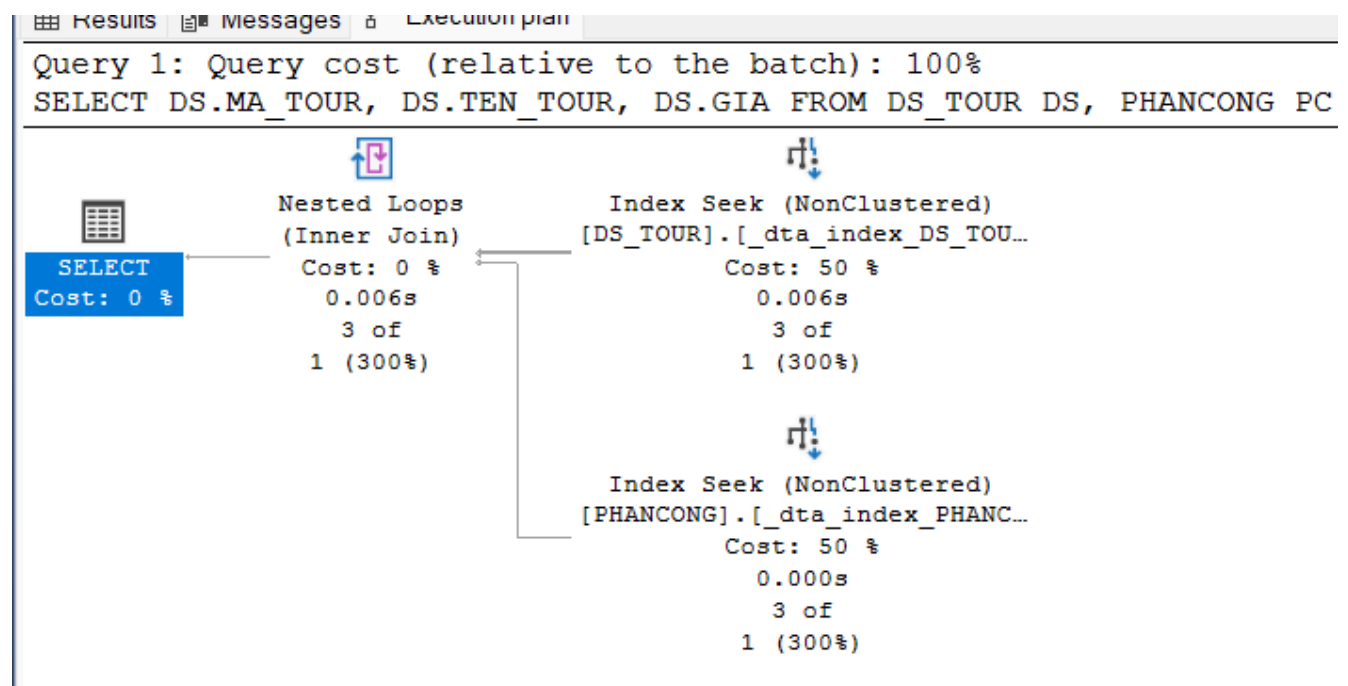 Results Messages Execution plan
Query 1: Query cost (relative to the batch): 100%
SELECT DS.MA_TOUR, DS.TEN_TOUR, DS.GIA FROM DS_TOUR DS, PHANCONG PC
SELECT
Cost: 0 %
Nested Loops
(Inner Join)
Cost: 0 %
0.006s
3 of
1 (300%)
Index Seek (NonClustered)
[DS_TOUR].[_dta_index_DS_TOU…
Cost: 50 %
0.006s
3 of
1 (300%)
Index Seek (NonClustered)
[PHANCONG].[_dta_index_PHANC…
Cost: 50 %
0.000s
3 of
1 (300%)